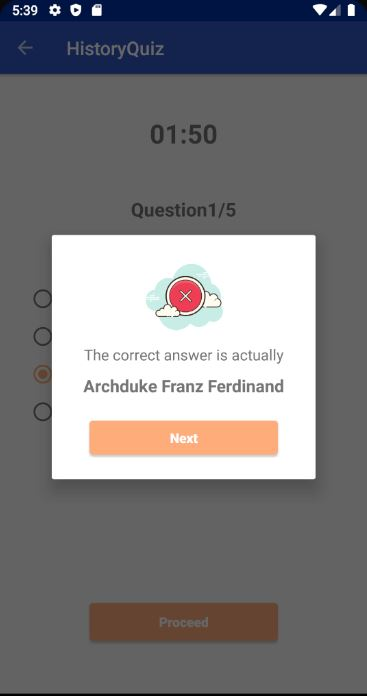 5:39
HistoryQuiz
01:50
Question1/5
The correct answer is actually
Archduke Franz Ferdinand
Next
Proceed